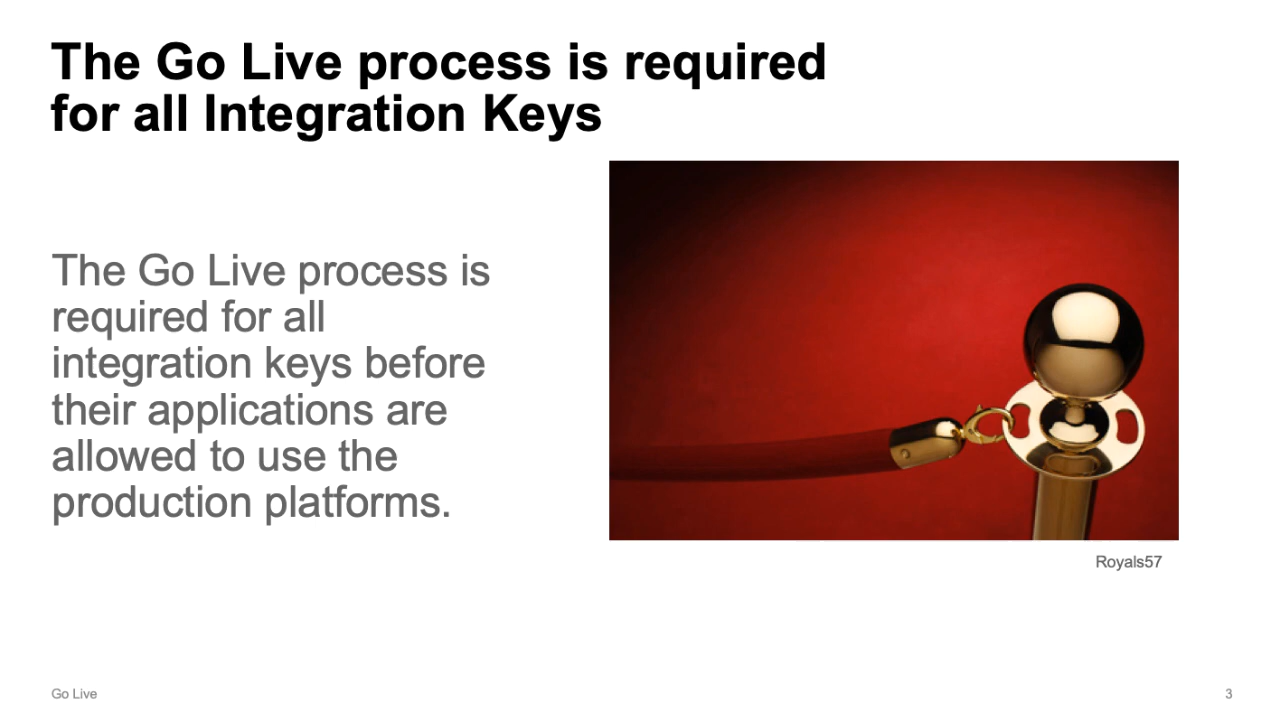 The Go Live process is required
for all Integration Keys
The Go Live process is
required for all
integration keys before
their applications are
allowed to use the
production platforms.
Royals57
Go Live
3